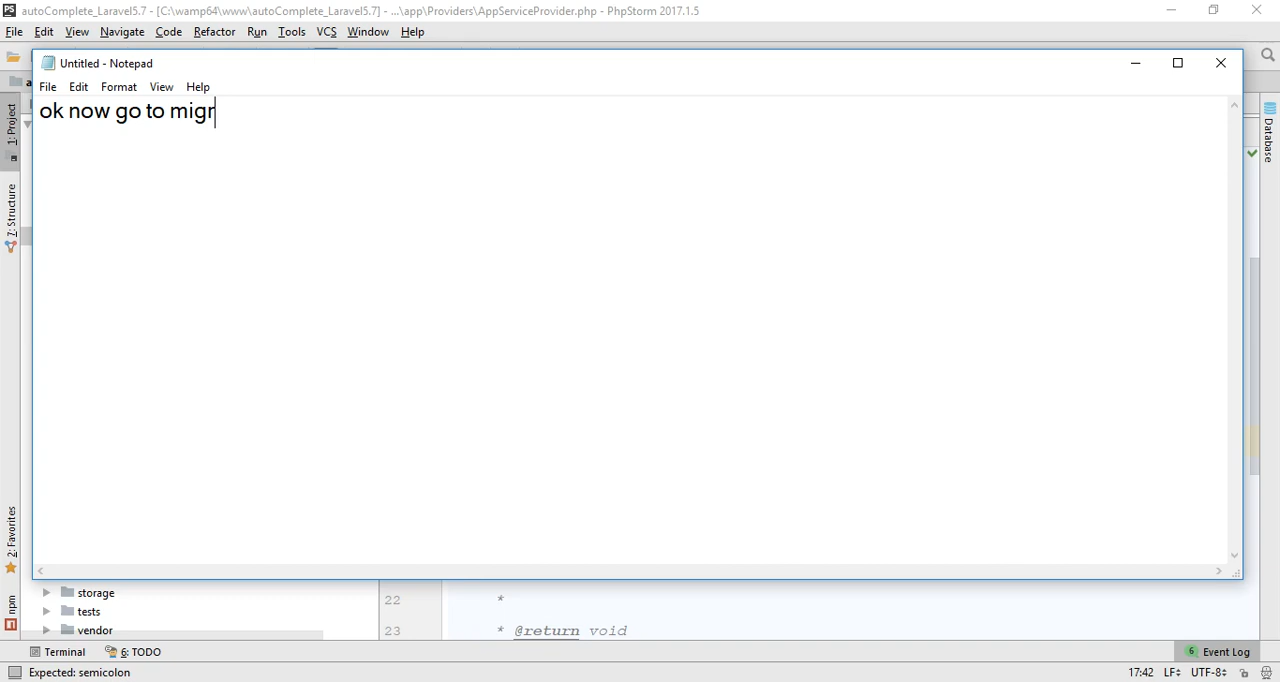 autoComplete_Laravel5.7 - [C:\wamp64\www\autoComplete_Laravel5.7] - ...\app\Providers\AppServiceProvider.php - PhpStorm 2017.1.5
File Edit View Navigate Code Refactor Run Tools VCS Window Help
Untitled - Notepad
File Edit Format View Help
ok now go to migr
1: Project
7: Structure
2: Favorites
npm
Database
storage
tests
vendor
22 *
23 * @return void
Terminal 6: TODO 6 Event Log
Expected: semicolon 17:42 LF UTF-8